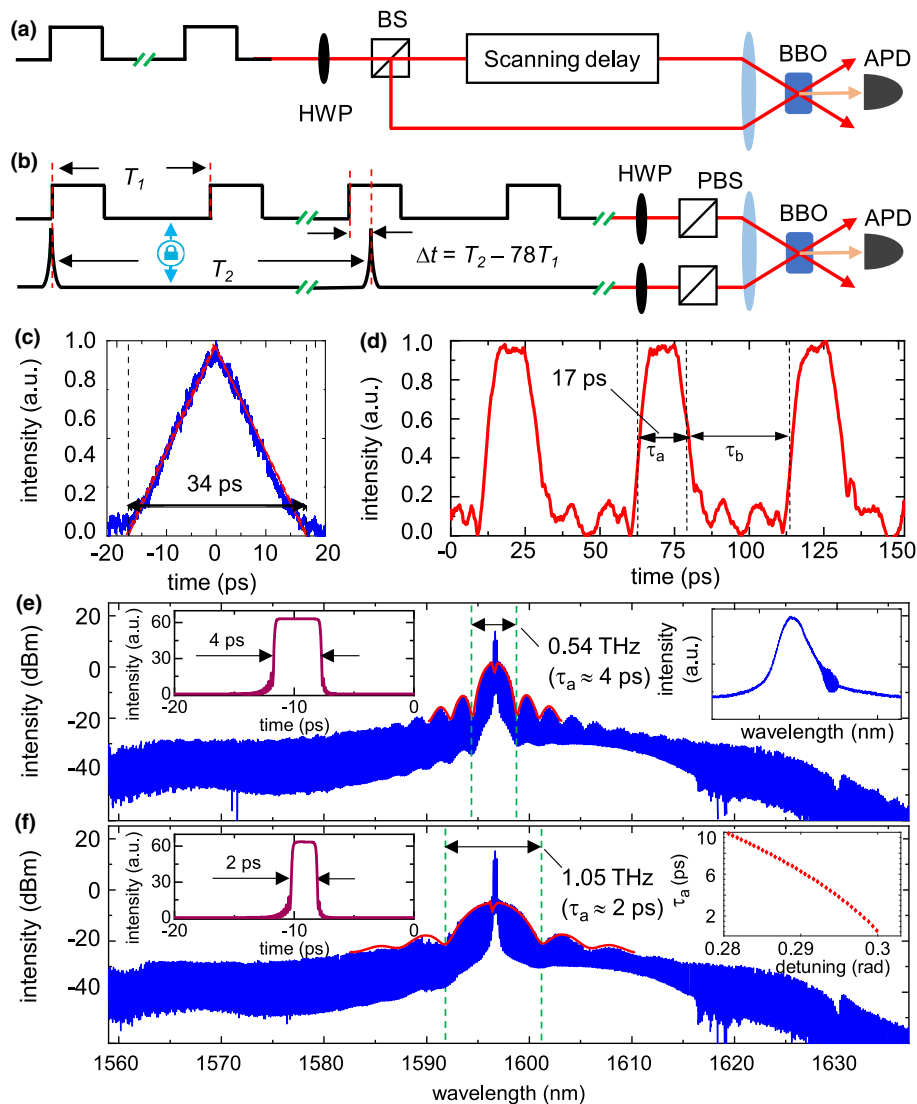 (a)
BS
HWP
Scanning delay
BBO
APD
(b)
T1
T2
Δt = T2 – 78T1
HWP
PBS
BBO
APD
(c)
intensity (a.u.)
1.0
0.8
0.6
0.4
0.2
0.0
34 ps
-20 -10 0 10 20
time (ps)
(d)
intensity (a.u.)
1.0
0.8
0.6
0.4
0.2
0.0
17 ps
τa
τb
-0 25 50 75 100 125 150
time (ps)
(e)
intensity (dBm)
20
0
-20
-40
intensity (a.u.)
60
30
0
4 ps
-20 -10 0
time (ps)
0.54 THz
(τa ≈ 4 ps)
intensity
(a.u.)
wavelength (nm)
(f)
intensity (dBm)
20
0
-20
-40
intensity (a.u.)
60
30
0
2 ps
-20 -10 0
time (ps)
1.05 THz
(τa ≈ 2 ps)
τa (ps)
10
6
2
0.28 0.29 0.3
detuning (rad)
1560 1570 1580 1590 1600 1610 1620 1630
wavelength (nm)